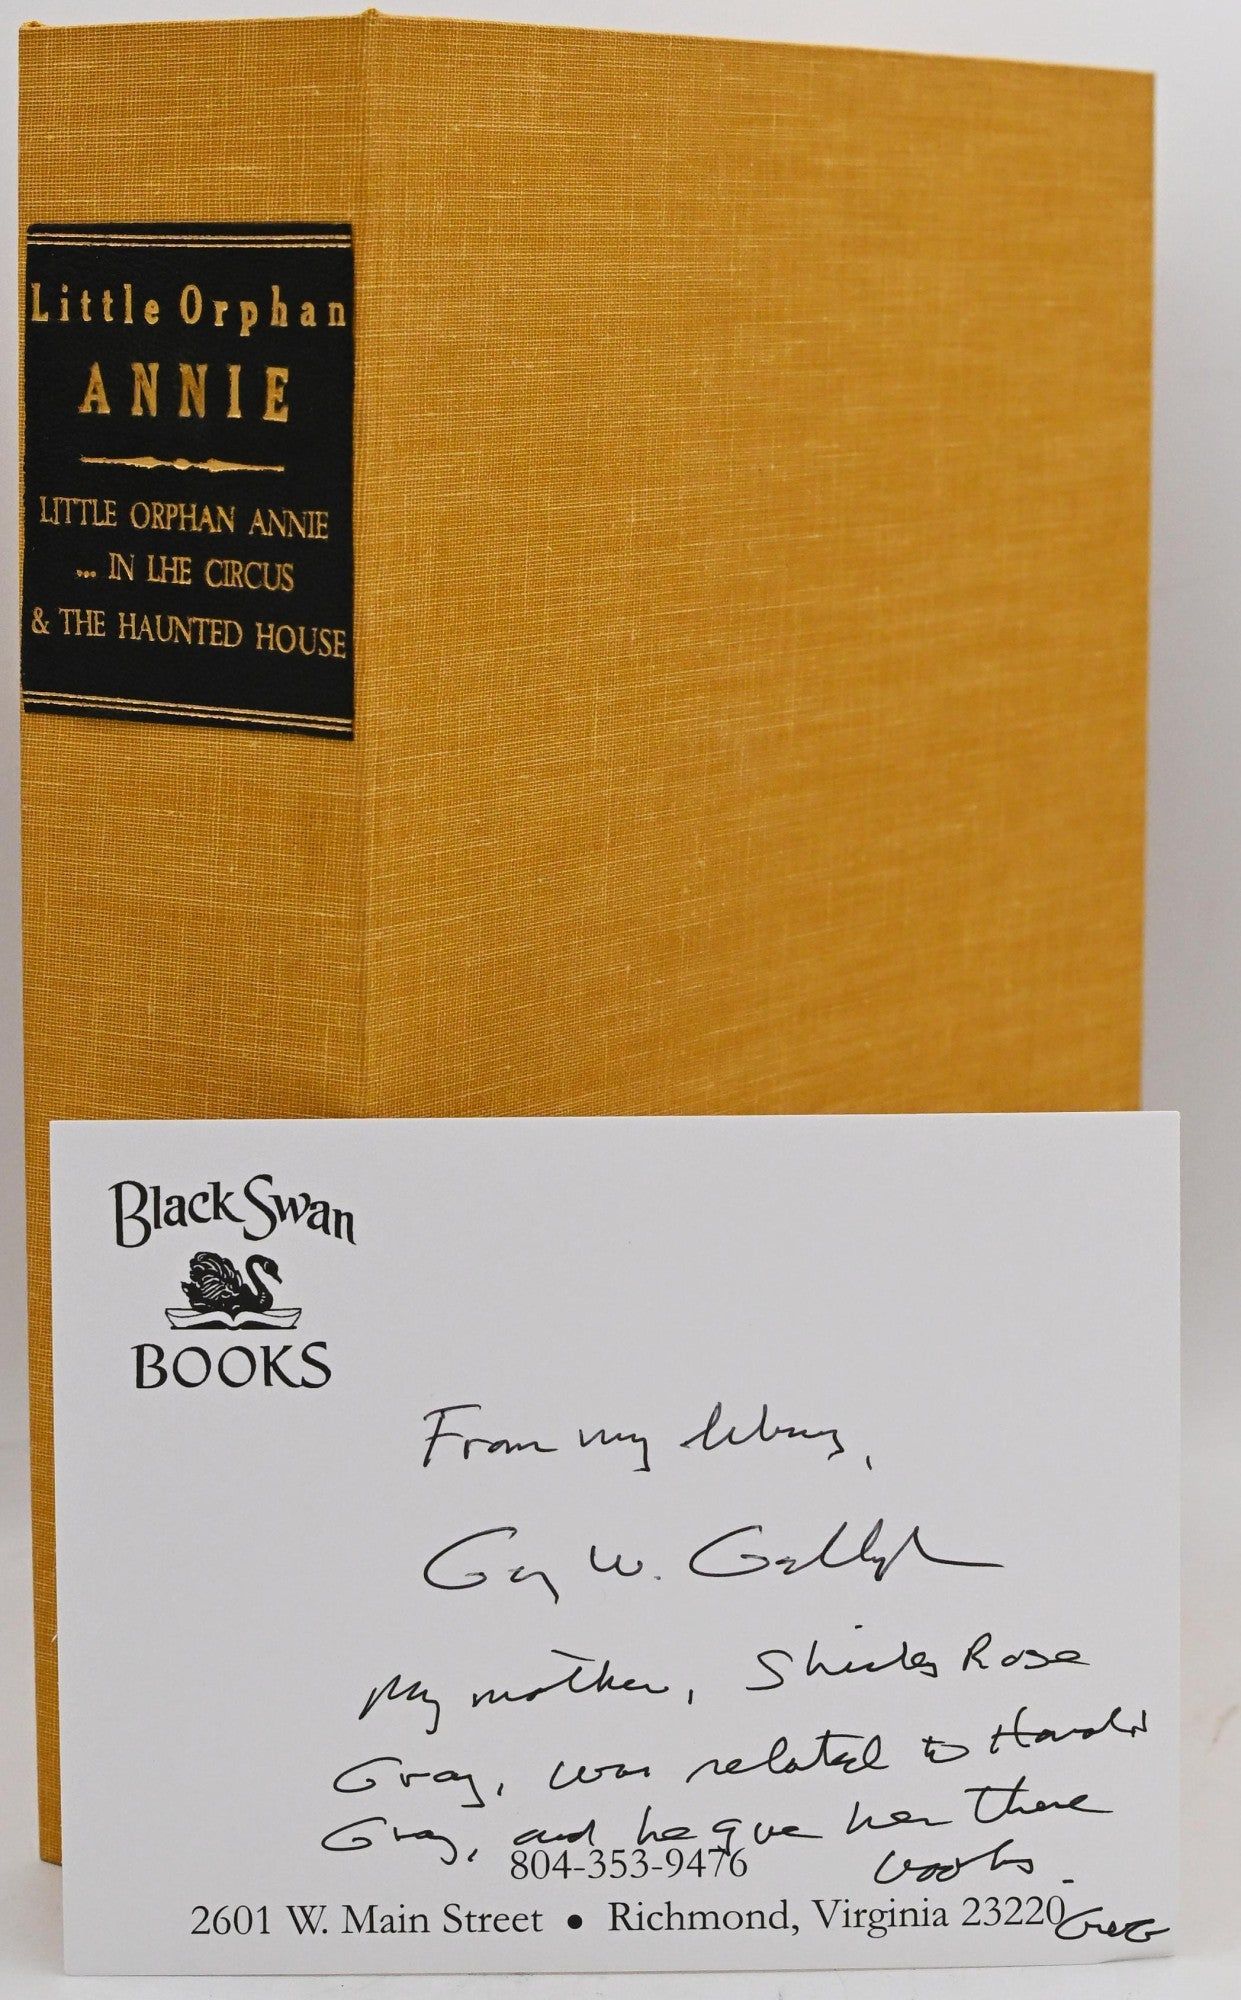 Little Orphan
ANNIE
LITTLE ORPHAN ANNIE
... IN LHE CIRCUS
& THE HAUNTED HOUSE
Black Swan
BOOKS
From my library,
Gary W. Gallagher
My mother, Shirley Rose
Gray, was related to Harold
Gray, and he gave her these
books.
804-353-9476
2601 W. Main Street • Richmond, Virginia 23220